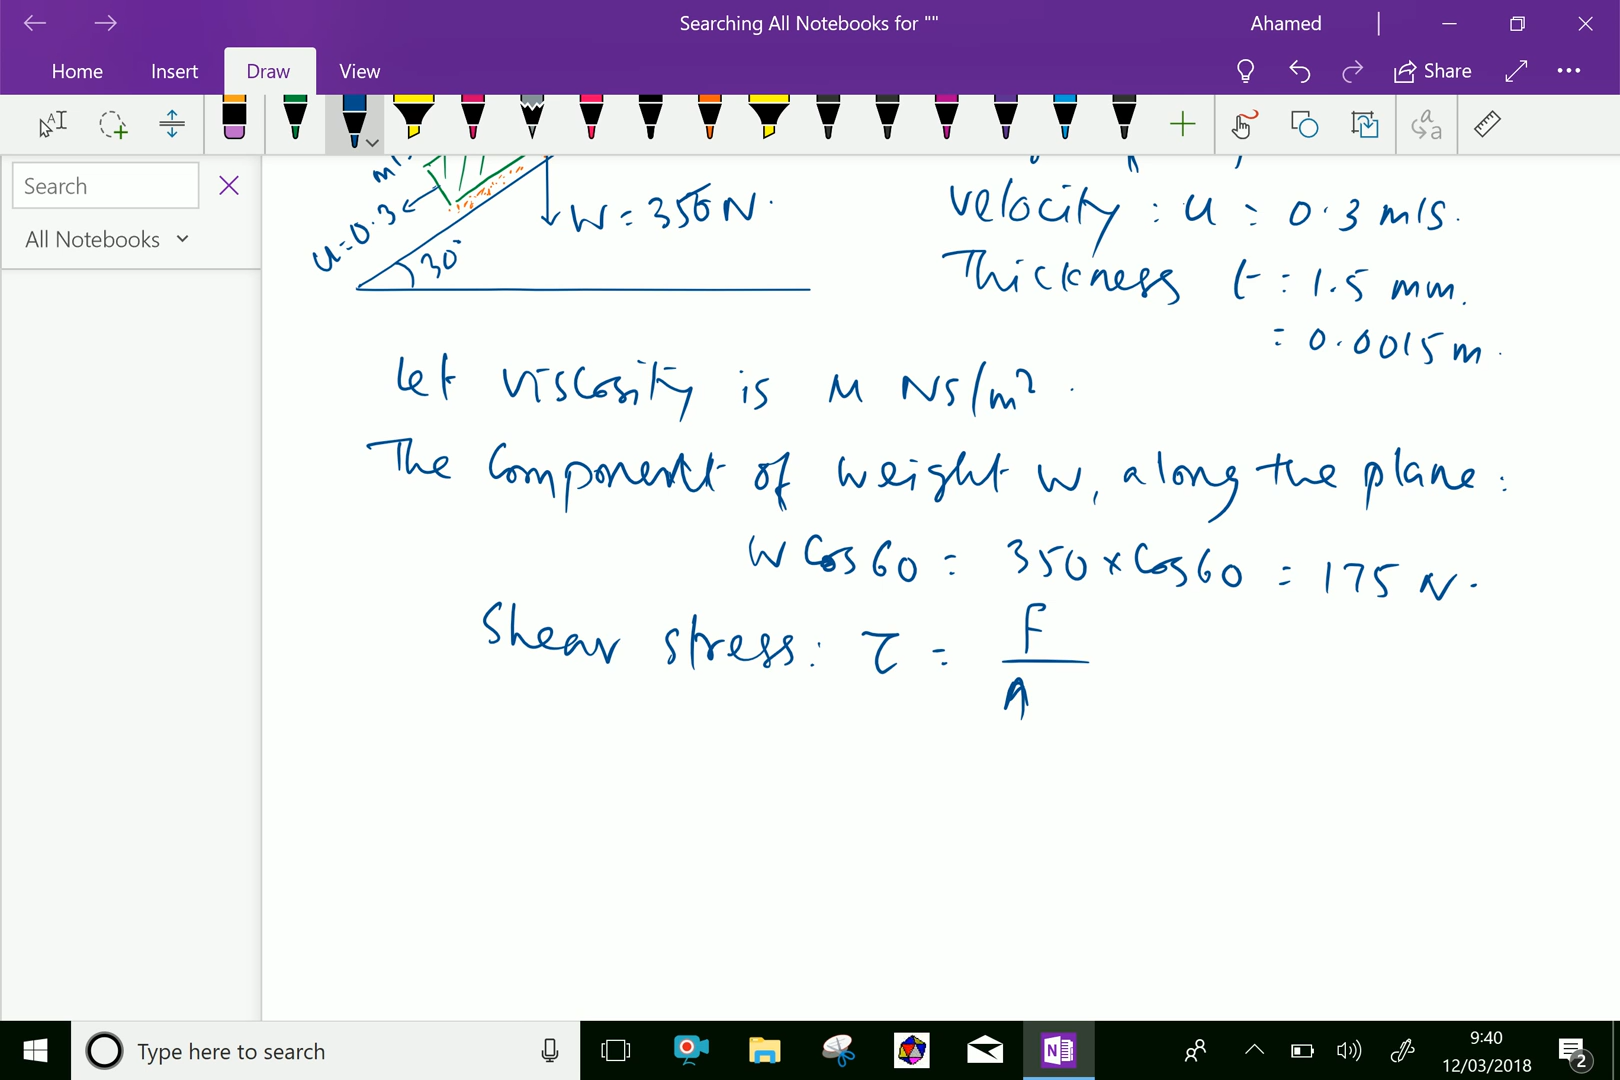 Searching All Notebooks for ""
Ahamed
Home
Insert
Draw
View
Share
Search
All Notebooks
u=0.3
30°
W = 350 N.
velocity : u = 0.3 m/s.
Thickness t = 1.5 mm.
= 0.0015 m.
Let viscosity is μ Ns/m².
The component of weight W, along the plane:
W Cos 60 = 350 × Cos 60 = 175 N.
Shear stress: τ = F
A
Type here to search
9:40
12/03/2018
2